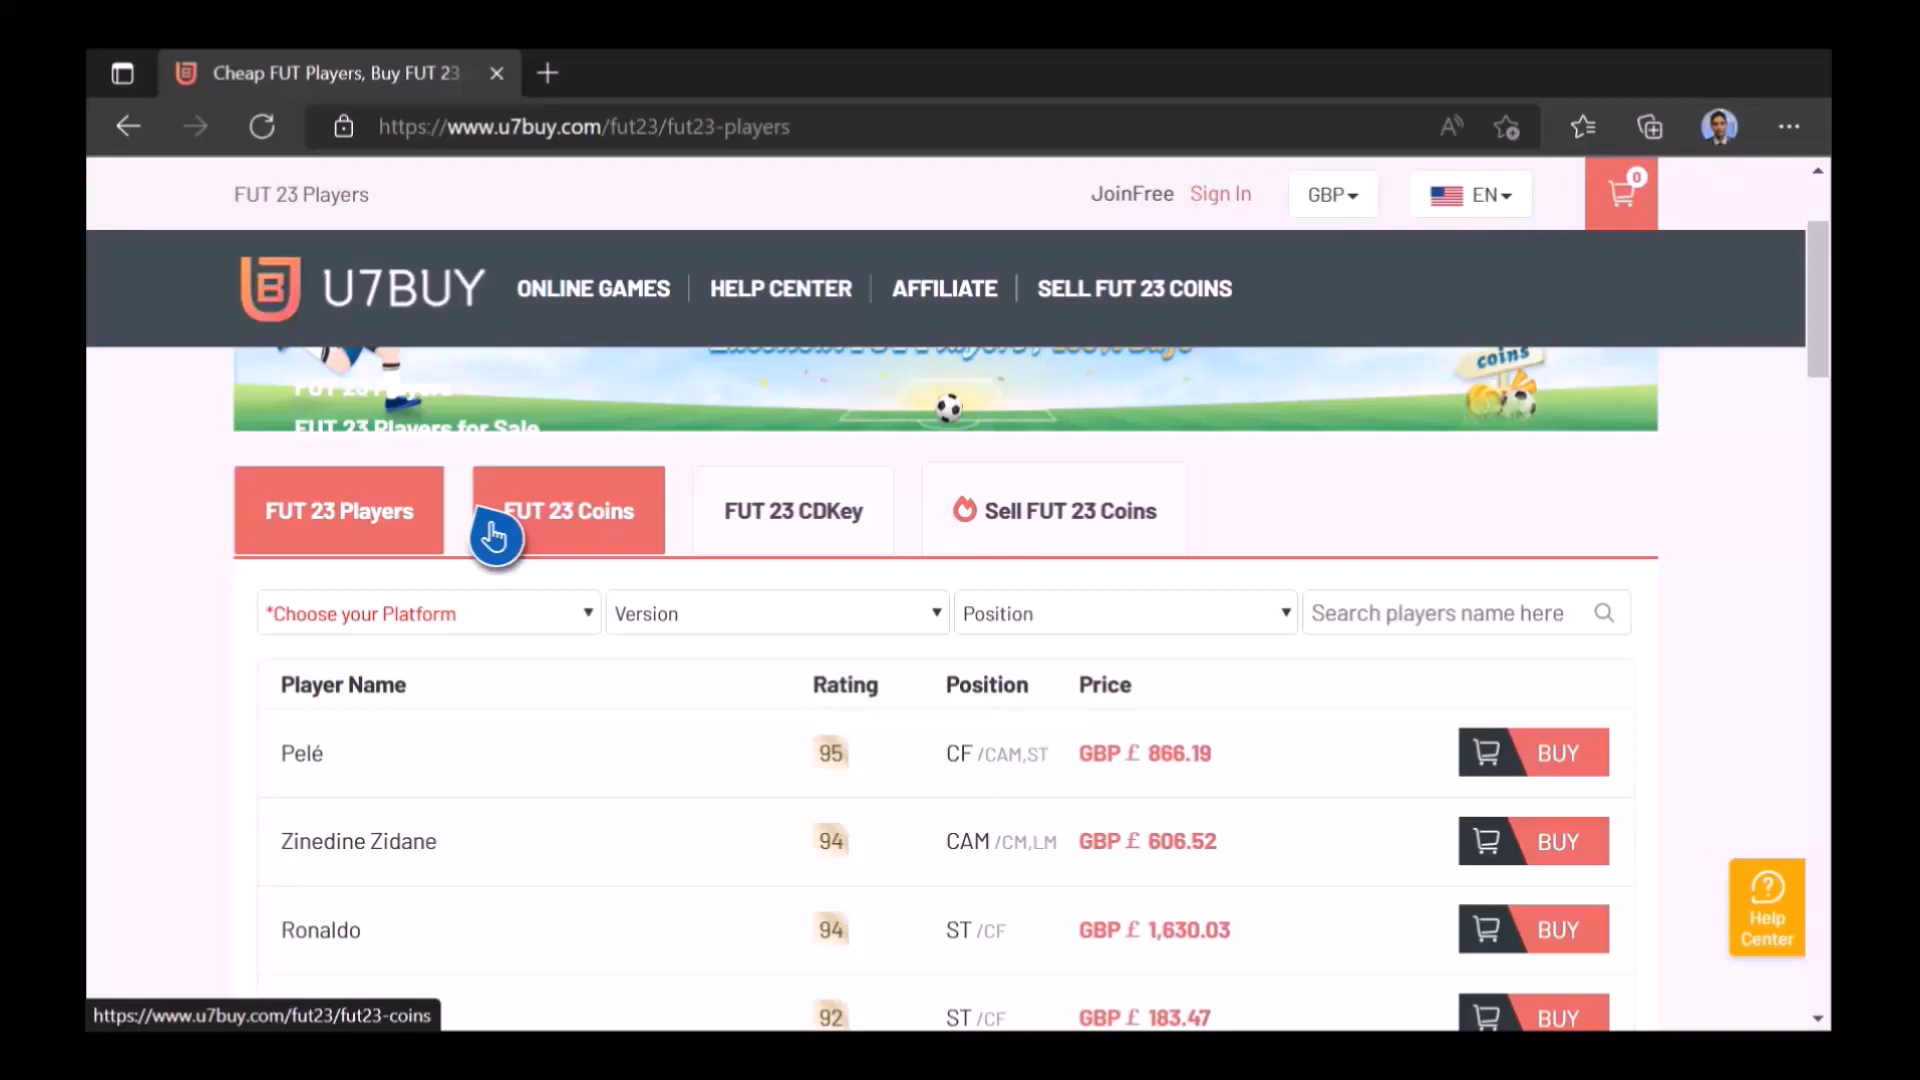 Cheap FUT Players, Buy FUT 23
https://www.u7buy.com/fut23/fut23-players
FUT 23 Players
JoinFree Sign In GBP EN 0
U7BUY ONLINE GAMES HELP CENTER AFFILIATE SELL FUT 23 COINS
coins
FUT 23 Players
FUT 23 Players for Sale
FUT 23 Players FUT 23 Coins FUT 23 CDKey Sell FUT 23 Coins
*Choose your Platform Version Position Search players name here
Player Name Rating Position Price
Pelé 95 CF /CAM,ST GBP £ 866.19 BUY
Zinedine Zidane 94 CAM /CM,LM GBP £ 606.52 BUY
Ronaldo 94 ST /CF GBP £ 1,630.03 BUY
92 ST /CF GBP £ 183.47 BUY
Help
Center
https://www.u7buy.com/fut23/fut23-coins